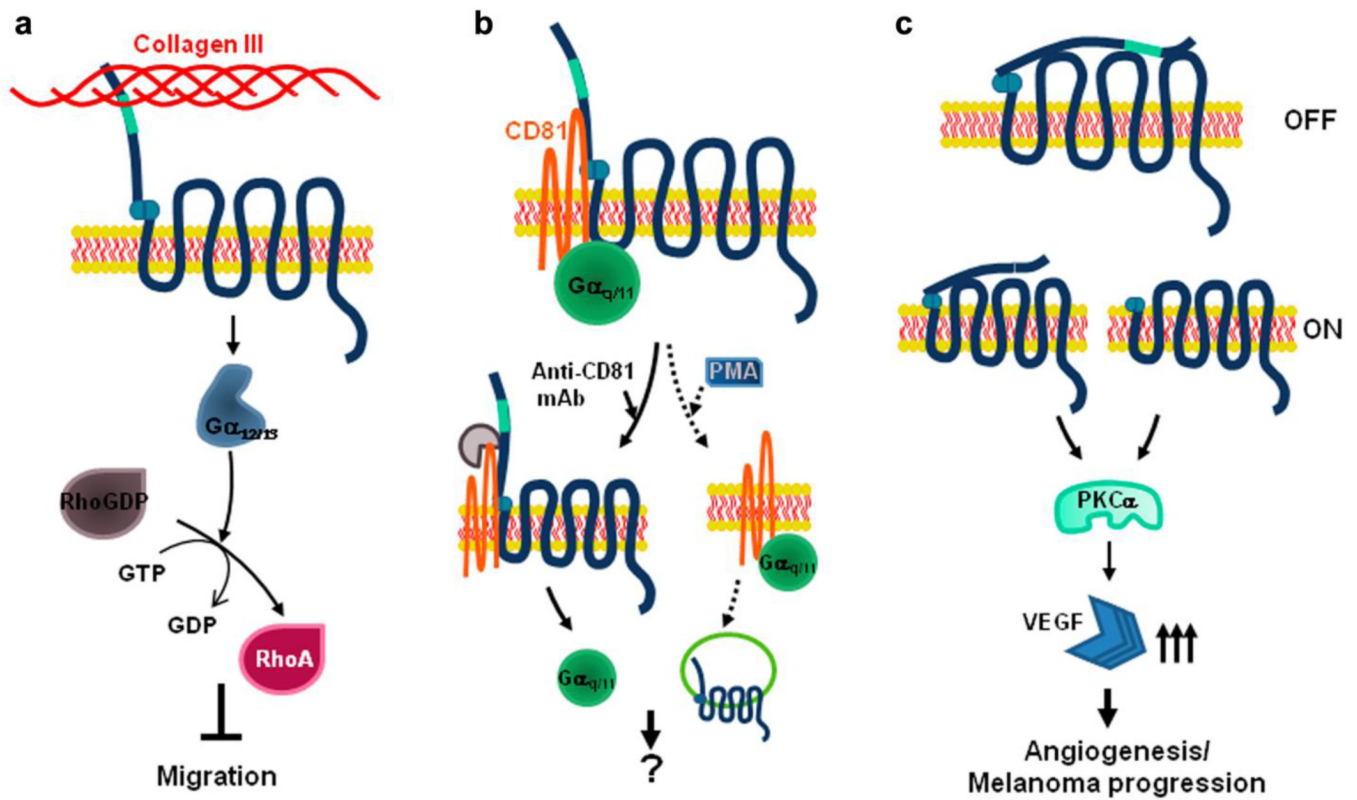 a
Collagen III
Gα12/13
RhoGDP
GTP
GDP
RhoA
Migration
b
CD81
Gαq/11
Anti-CD81
mAb
PMA
Gαq/11
Gαq/11
?
c
OFF
ON
PKCα
VEGF
Angiogenesis/
Melanoma progression